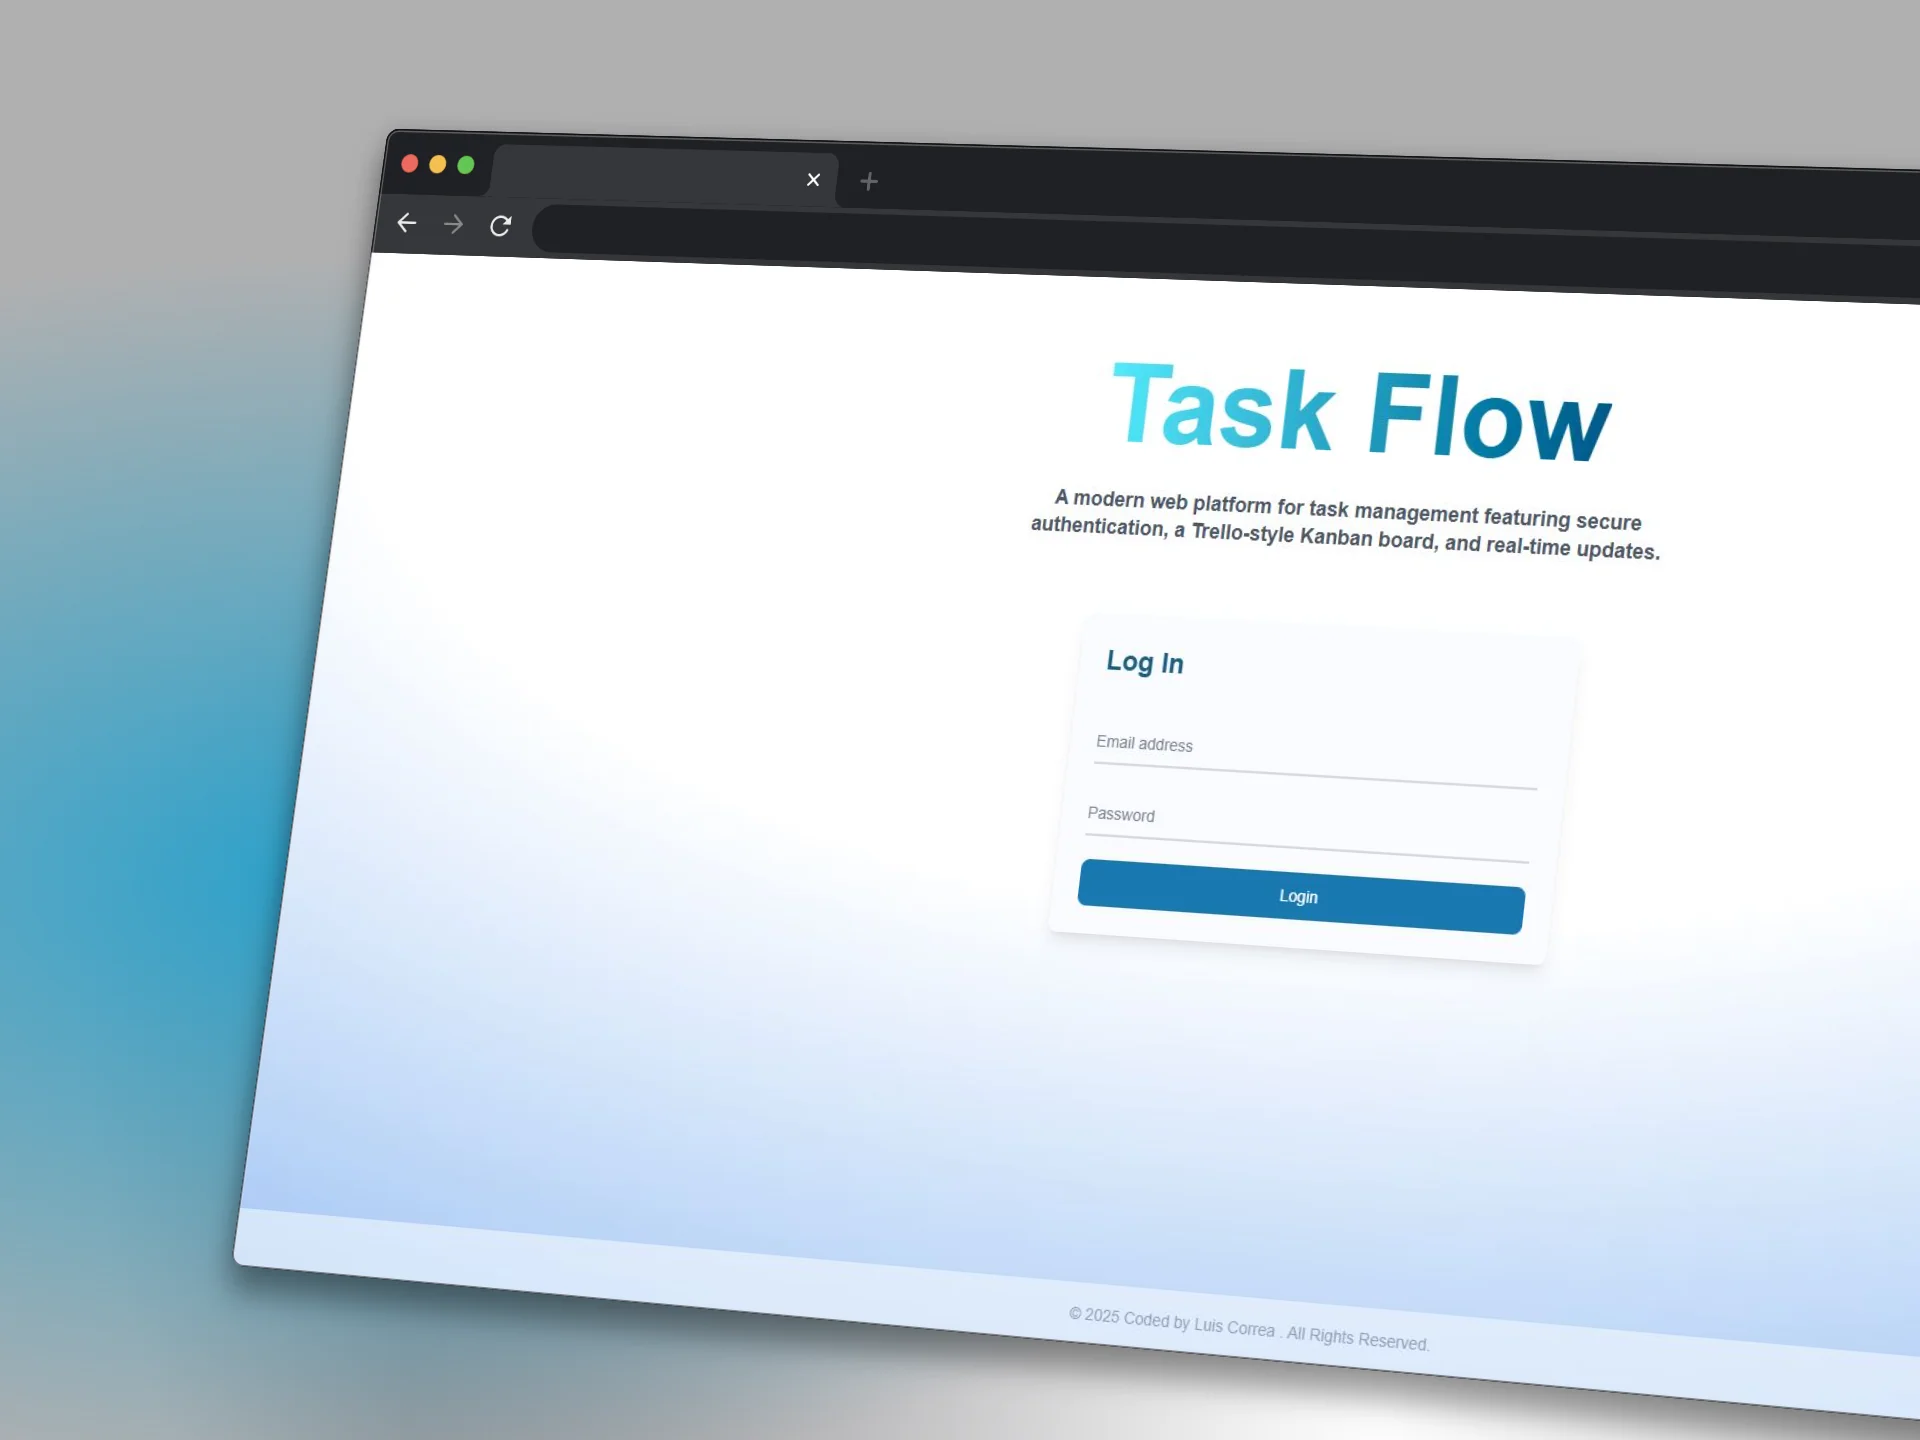 Task Flow
A modern web platform for task management featuring secure
authentication, a Trello-style Kanban board, and real-time updates.
Log In
Email address
Password
Login
© 2025 Coded by Luis Correa . All Rights Reserved.